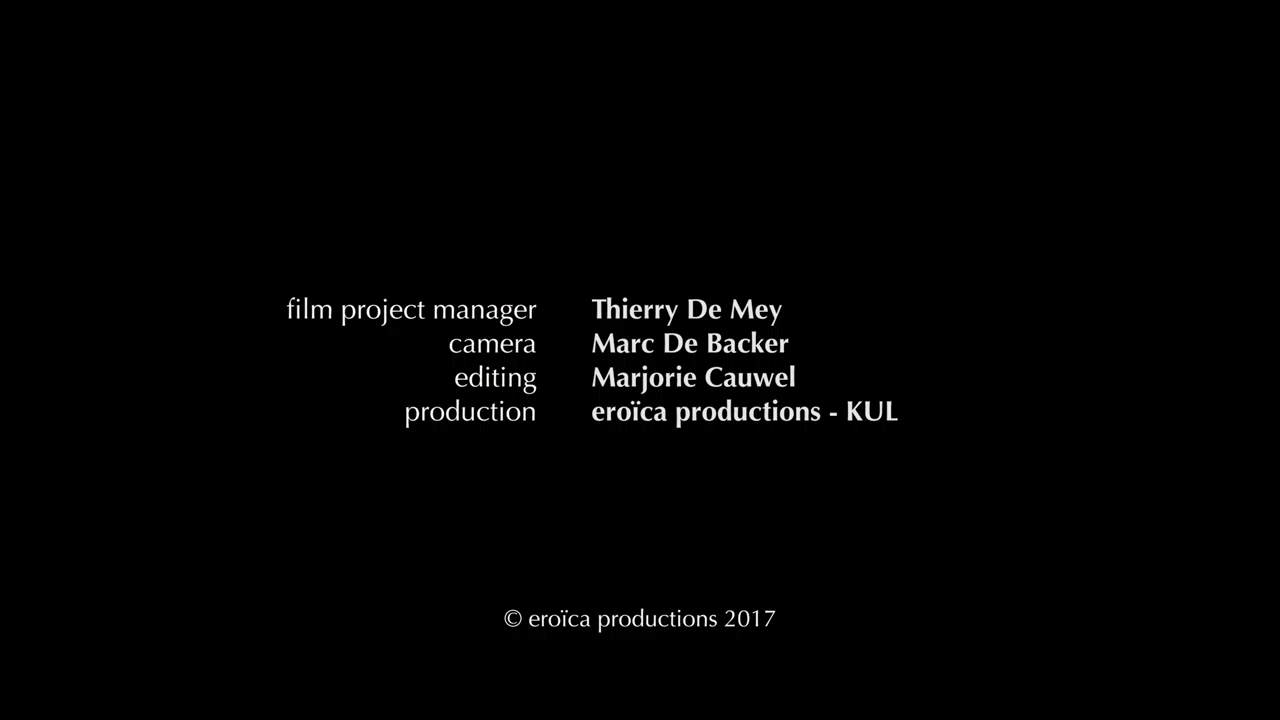 film project manager Thierry De Mey
camera Marc De Backer
editing Marjorie Cauwel
production eroïca productions - KUL
© eroïca productions 2017